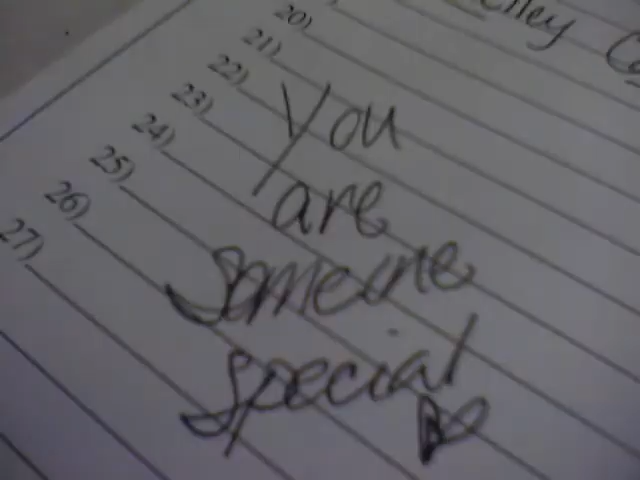 20)
21)
22)
23)
24)
25)
26)
27)
You
are
someone
special